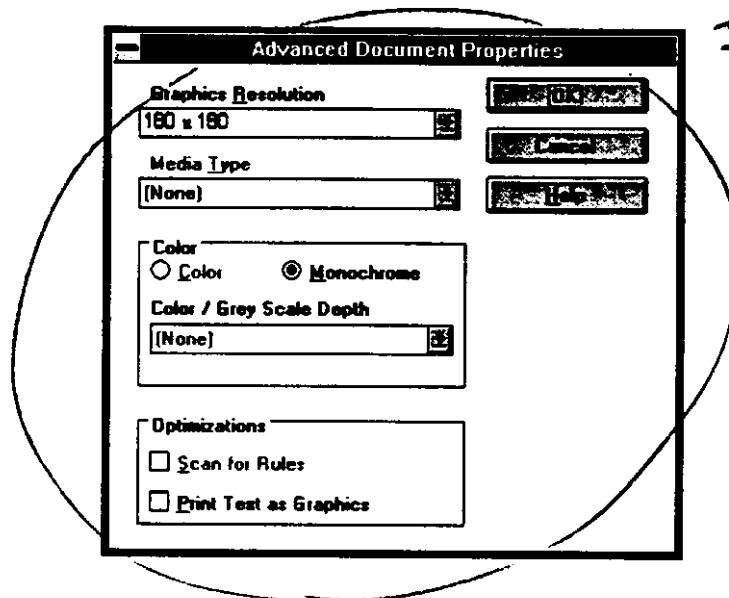 Advanced Document Properties
Graphics Resolution
180 x 180
Media Type
(None)
Color
Color
Monochrome
Color / Grey Scale Depth
(None)
Optimizations
Scan for Rules
Print Text as Graphics
OK
Cancel
Help